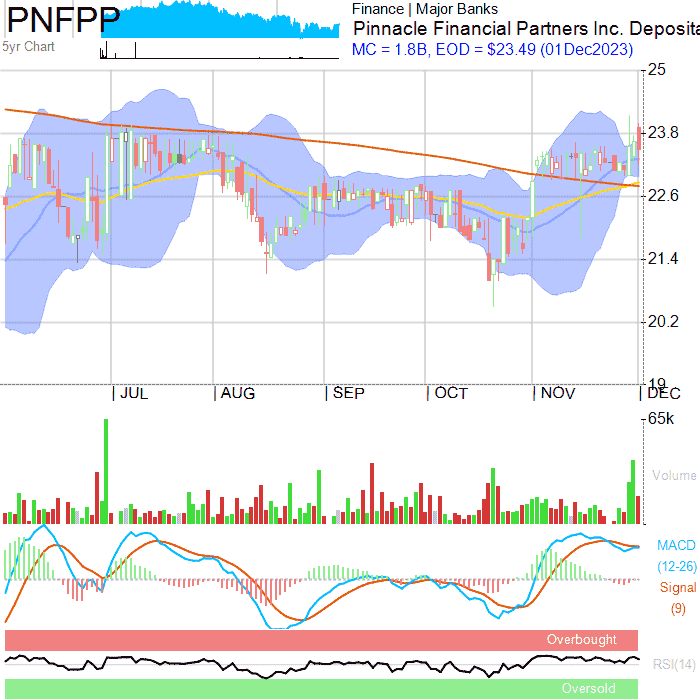 PNFPP
5yr Chart
Finance | Major Banks
Pinnacle Financial Partners Inc. Deposita
MC = 1.8B, EOD = $23.49 (01Dec2023)
25
23.8
22.6
21.4
20.2
19
JUL AUG SEP OCT NOV DEC
65k
Volume
MACD
(12-26)
Signal
(9)
Overbought
RSI(14)
Oversold